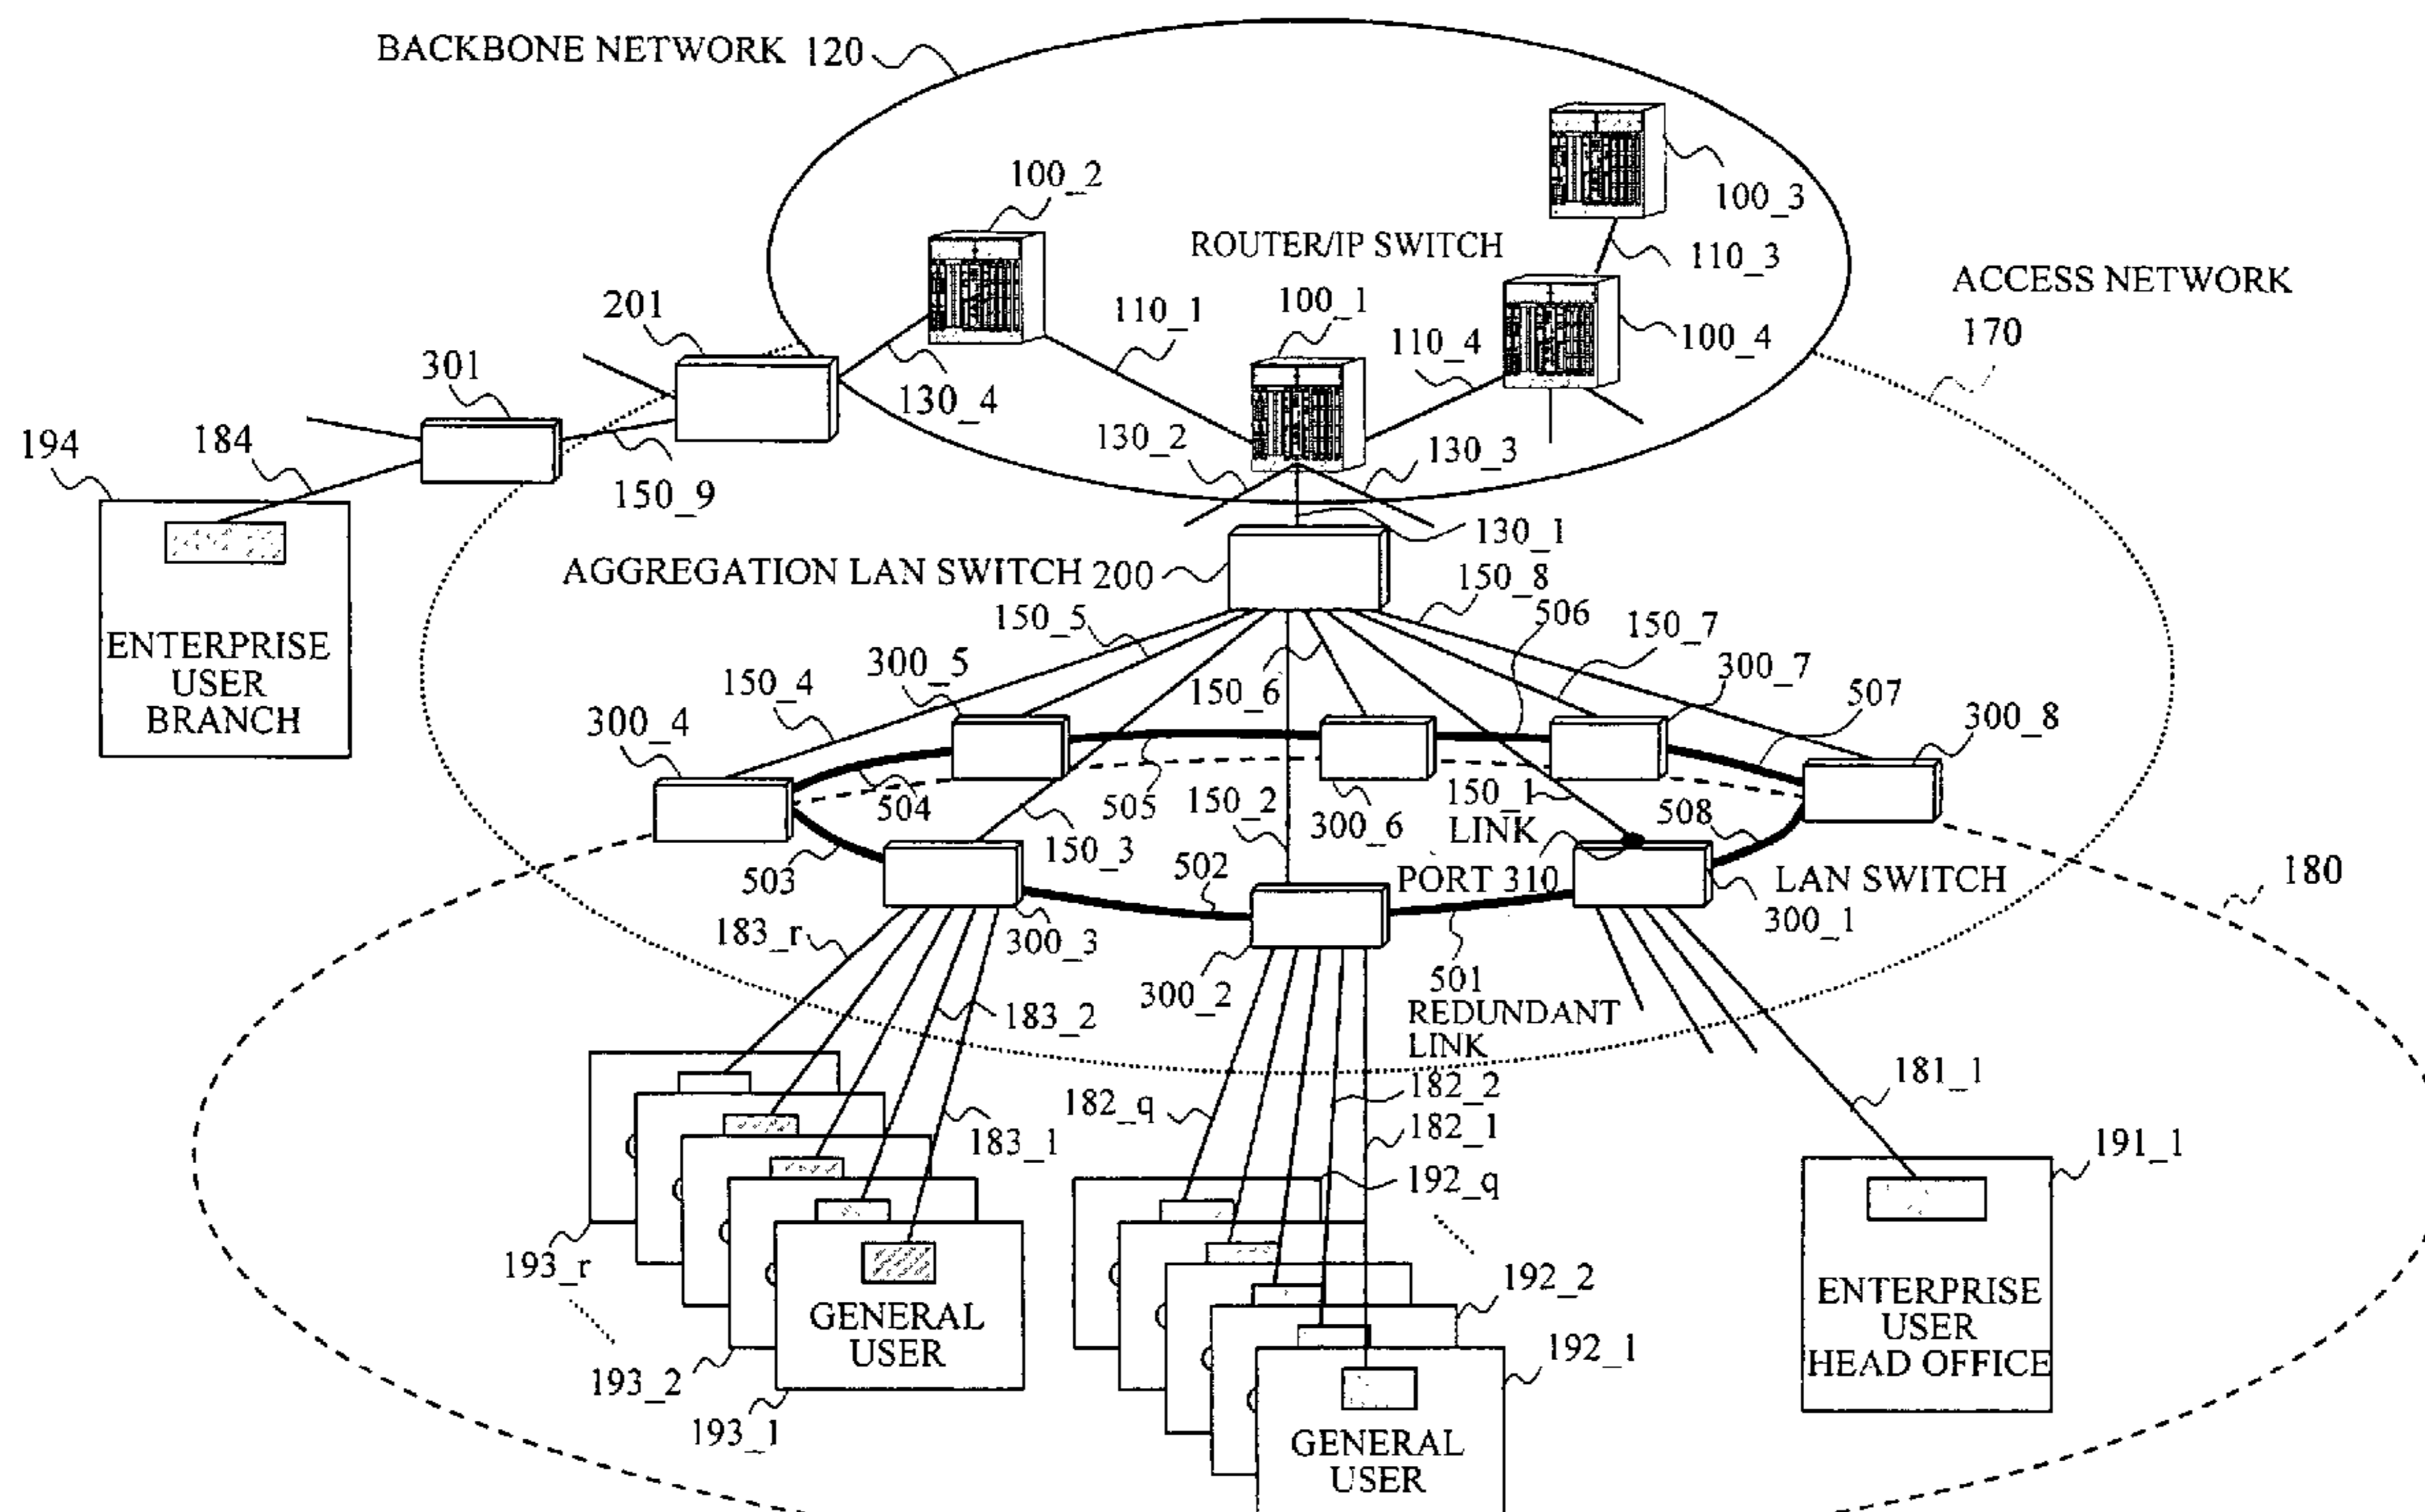 BACKBONE NETWORK 120
100_2
100_3
ROUTER/IP SWITCH
110_3
ACCESS NETWORK
170
201
110_1
100_1
110_4
100_4
301
130_4
194
184
130_2
130_3
150_9
130_1
AGGREGATION LAN SWITCH 200
150_8
150_5
506
150_7
ENTERPRISE
USER
BRANCH
300_5
150_4
150_6
300_7
507
300_4
300_8
504
505
150_2
300_6
150_1
LINK
508
150_3
503
502
PORT 310
LAN SWITCH
180
183_r
300_3
300_1
300_2
501
REDUNDANT
LINK
183_2
182_q
182_2
182_1
181_1
183_1
191_1
192_q
193_r
192_2
GENERAL
USER
ENTERPRISE
USER
HEAD OFFICE
193_2
192_1
193_1
GENERAL
USER